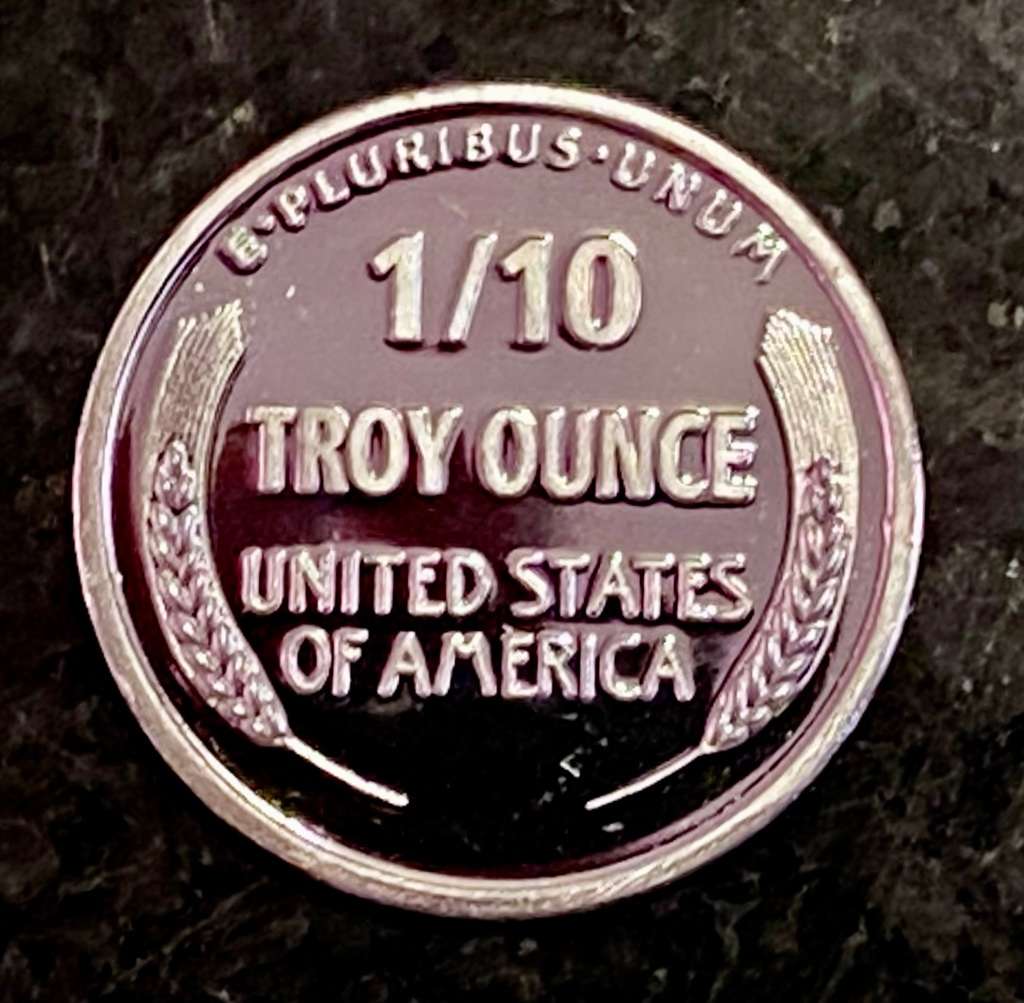 E·PLURIBUS·UNUM
1/10
TROY OUNCE
UNITED STATES
OF AMERICA